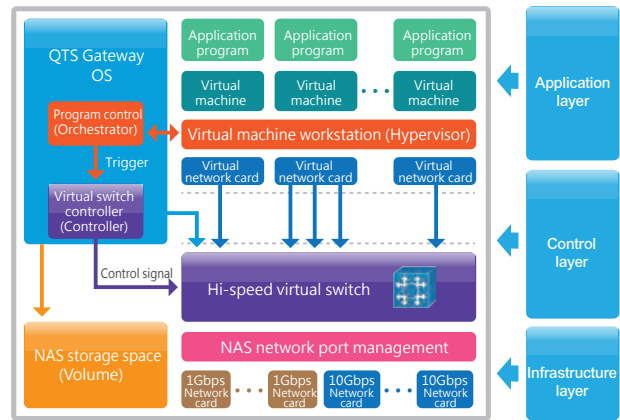 QTS Gateway
OS
Application
program
Application
program
Application
program
Virtual
machine
Virtual
machine
Virtual
machine
Program control
(Orchestrator)
Virtual machine workstation (Hypervisor)
Trigger
Virtual
network card
Virtual
network card
Virtual
network card
Virtual switch
controller
(Controller)
Control signal
Hi-speed virtual switch
NAS storage space
(Volume)
NAS network port management
1Gbps
Network
card
1Gbps
Network
card
10Gbps
Network
card
10Gbps
Network
card
Application
layer
Control
layer
Infrastructure
layer